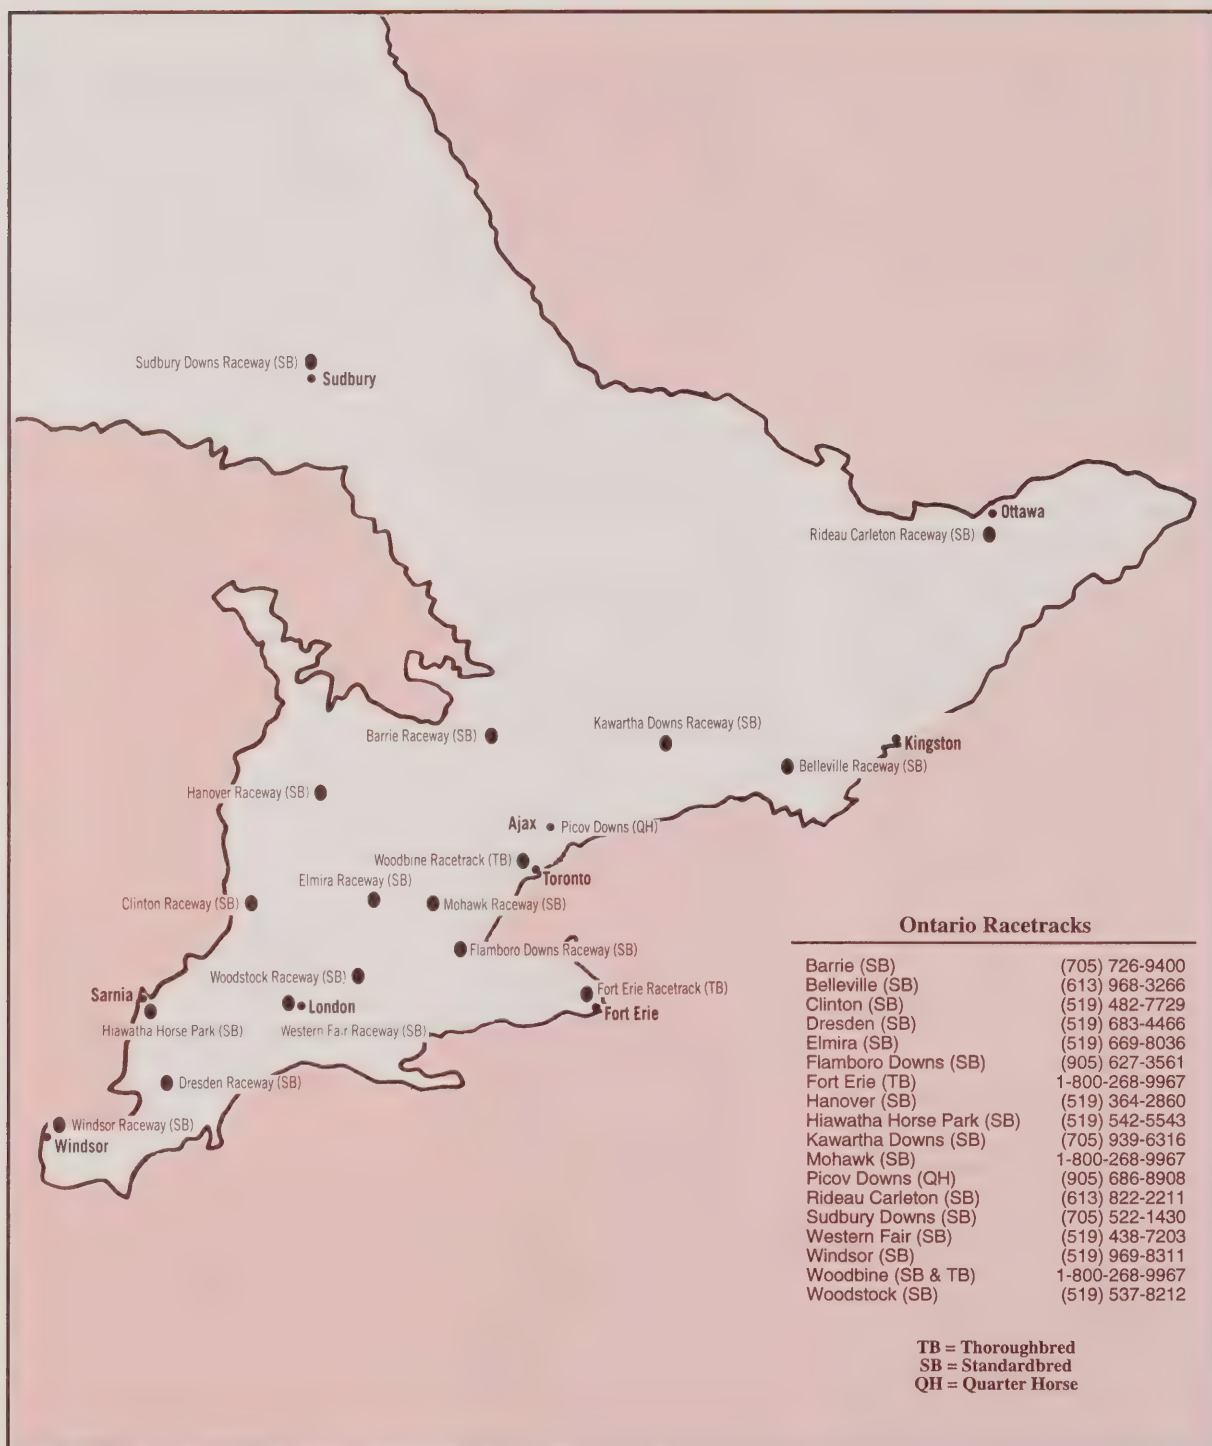 Sudbury Downs Raceway (SB)
Sudbury
Ottawa
Rideau Carleton Raceway (SB)
Kawartha Downs Raceway (SB)
Barrie Raceway (SB)
Kingston
Belleville Raceway (SB)
Hanover Raceway (SB)
Ajax
Picov Downs (QH)
Woodbine Racetrack (TB)
Toronto
Elmira Raceway (SB)
Clinton Raceway (SB)
Mohawk Raceway (SB)
Flamboro Downs Raceway (SB)
Woodstock Raceway (SB)
Fort Erie Racetrack (TB)
Sarnia
London
Fort Erie
Hiawatha Horse Park (SB)
Western Fair Raceway (SB)
Dresden Raceway (SB)
Windsor Raceway (SB)
Windsor
Ontario Racetracks
Barrie (SB) (705) 726-9400
Belleville (SB) (613) 968-3266
Clinton (SB) (519) 482-7729
Dresden (SB) (519) 683-4466
Elmira (SB) (519) 669-8036
Flamboro Downs (SB) (905) 627-3561
Fort Erie (TB) 1-800-268-9967
Hanover (SB) (519) 364-2860
Hiawatha Horse Park (SB) (519) 542-5543
Kawartha Downs (SB) (705) 939-6316
Mohawk (SB) 1-800-268-9967
Picov Downs (QH) (905) 686-8908
Rideau Carleton (SB) (613) 822-2211
Sudbury Downs (SB) (705) 522-1430
Western Fair (SB) (519) 438-7203
Windsor (SB) (519) 969-8311
Woodbine (SB & TB) 1-800-268-9967
Woodstock (SB) (519) 537-8212
TB = Thoroughbred
SB = Standardbred
QH = Quarter Horse